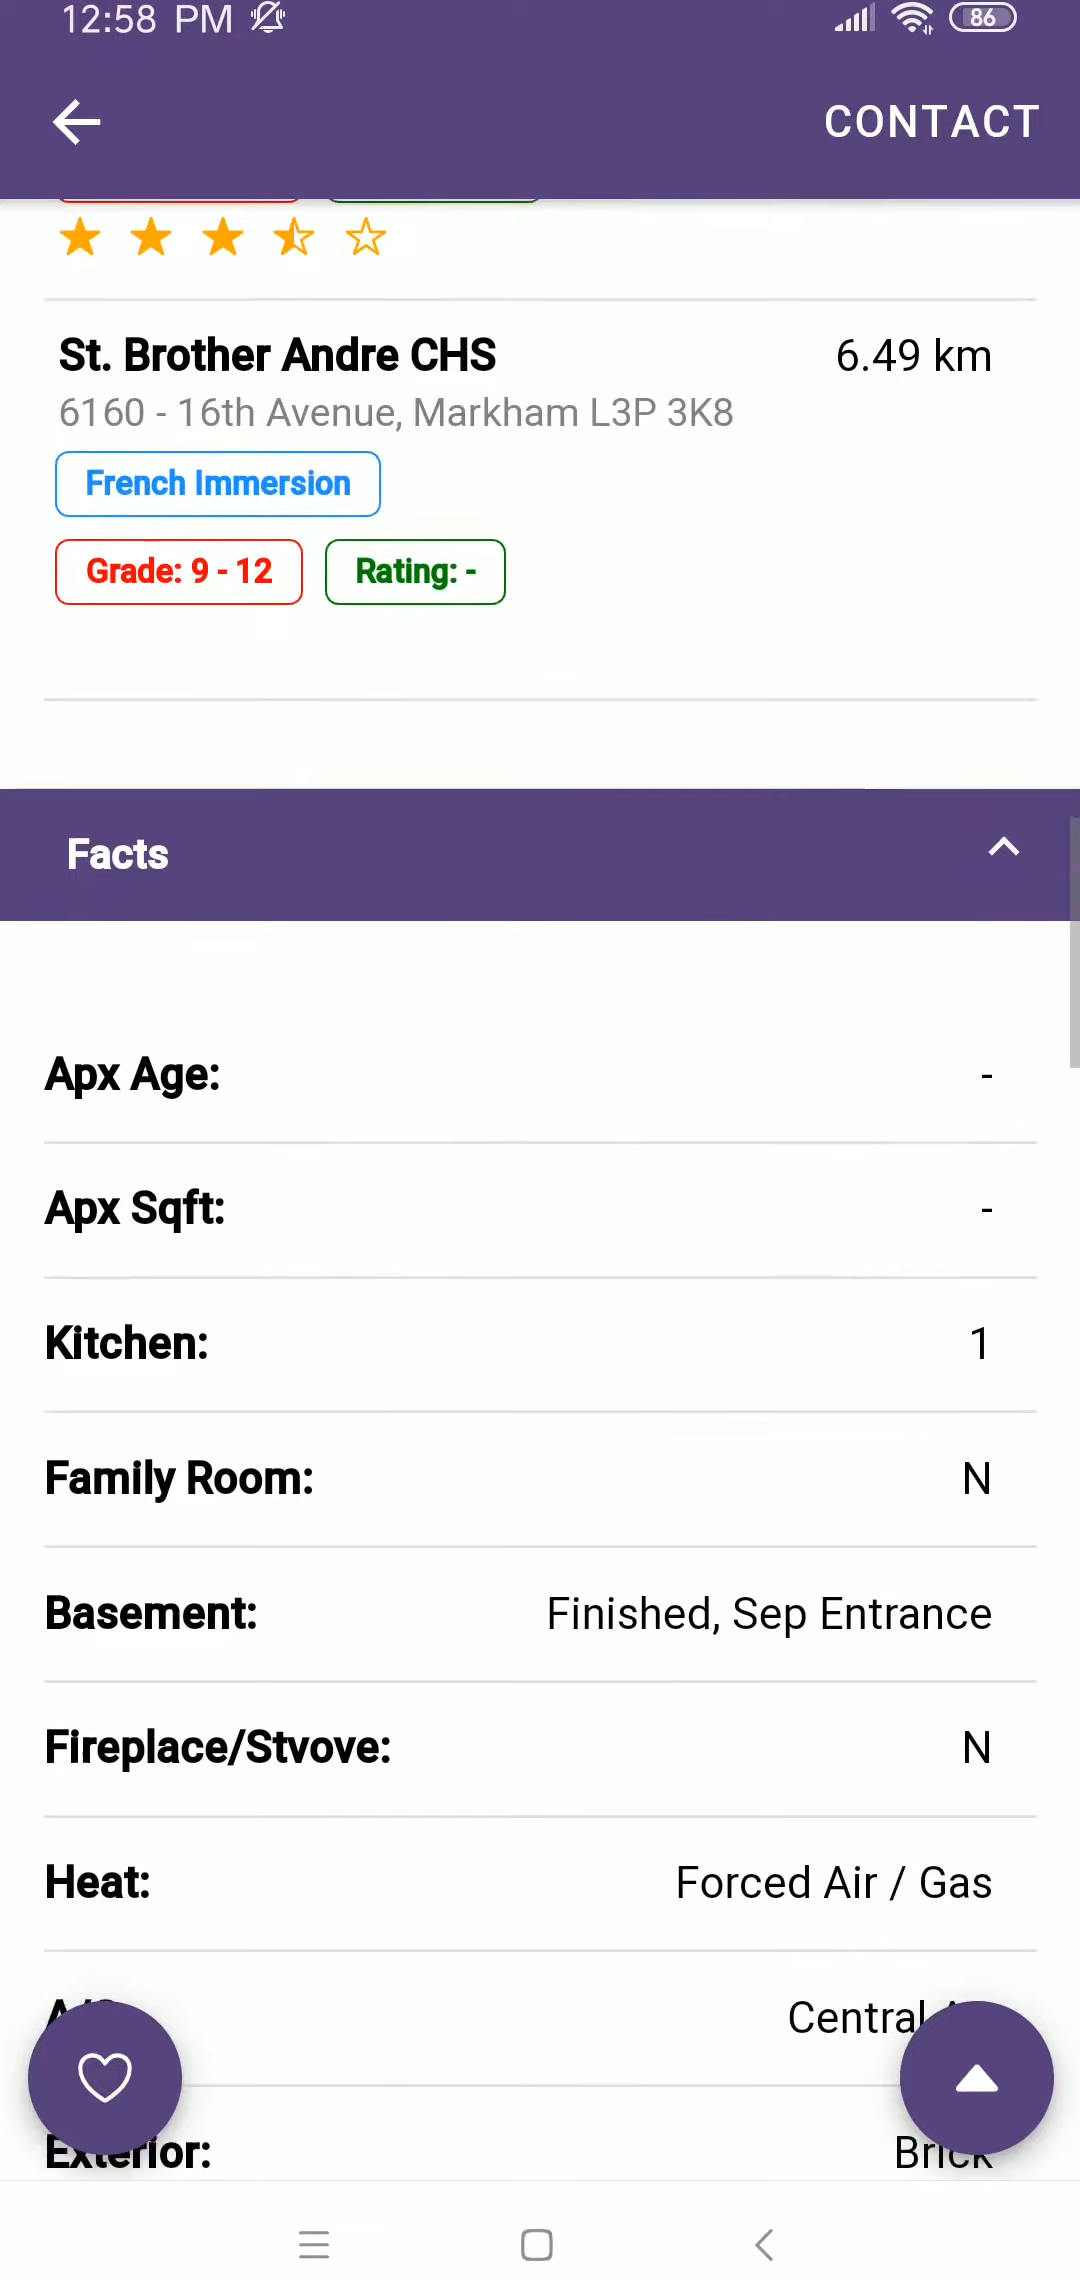 12:58 PM
86
CONTACT
St. Brother Andre CHS
6.49 km
6160 - 16th Avenue, Markham L3P 3K8
French Immersion
Grade: 9 - 12
Rating: -
Facts
Apx Age:
-
Apx Sqft:
-
Kitchen:
1
Family Room:
N
Basement:
Finished, Sep Entrance
Fireplace/Stvove:
N
Heat:
Forced Air / Gas
Central
Exterior:
Brick